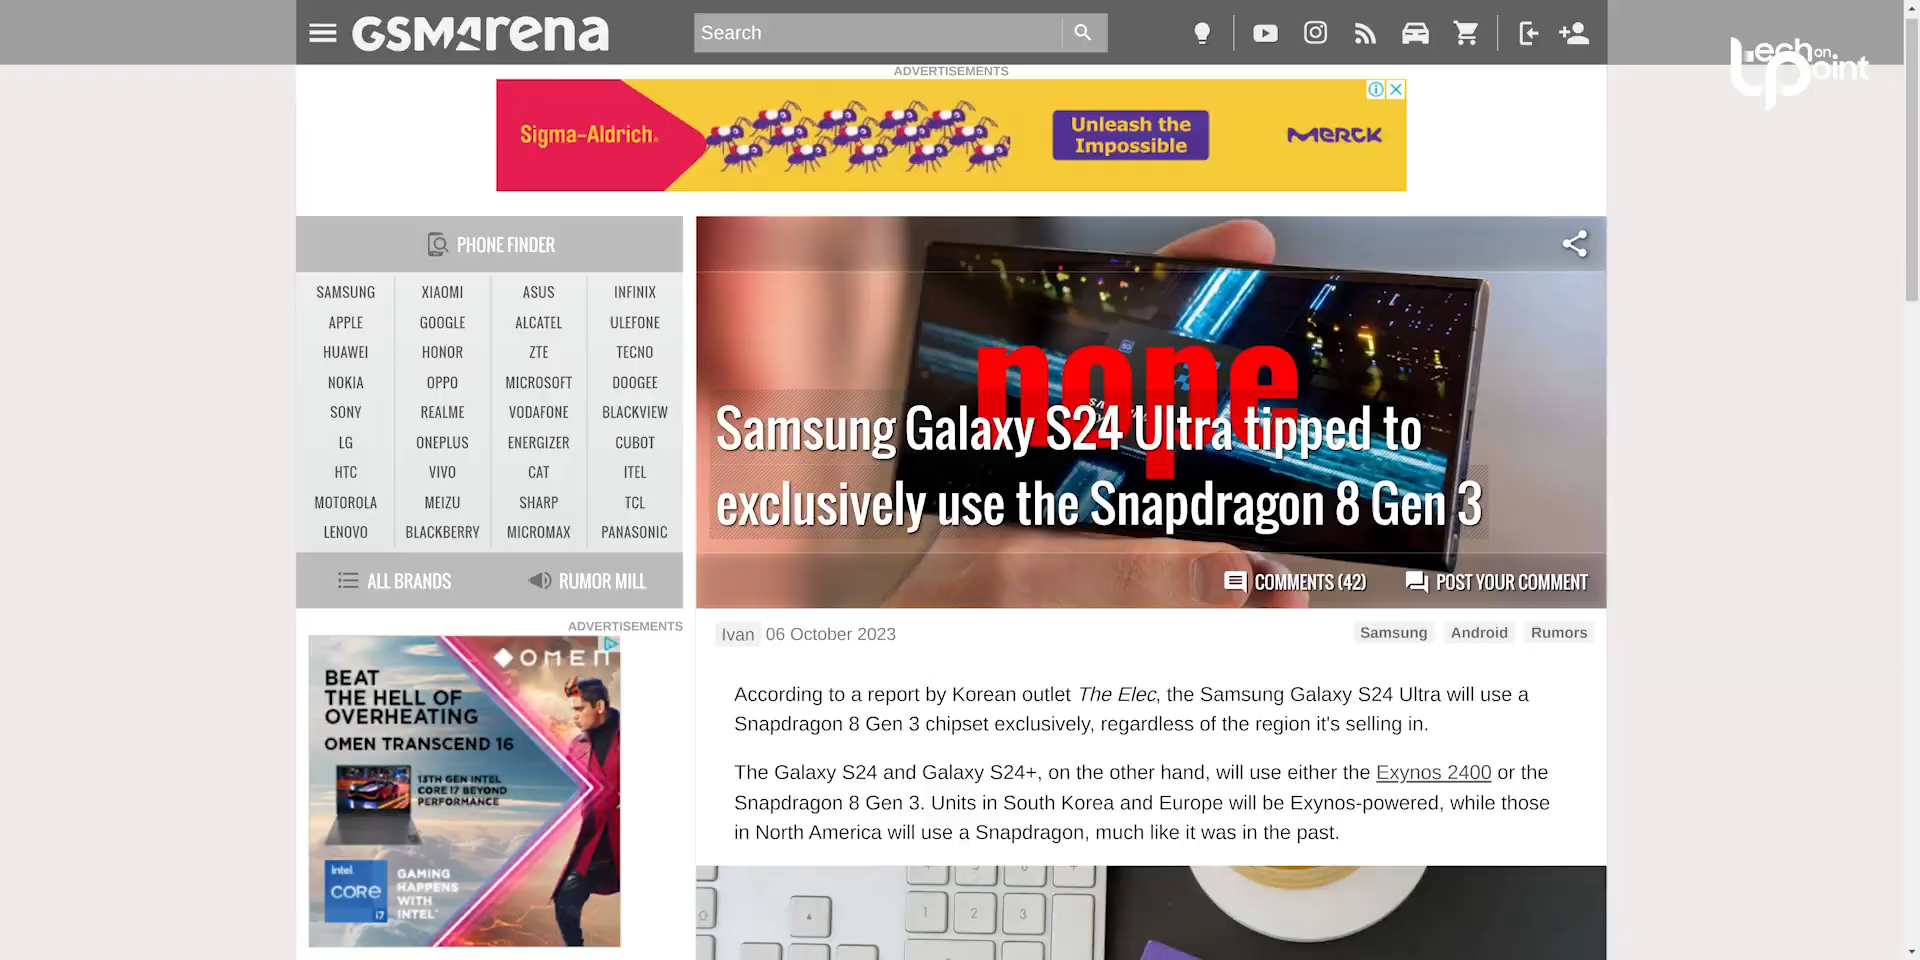 GSMArena
Search
Tech on Point
ADVERTISEMENTS
Sigma-Aldrich.
Unleash the
Impossible
MERCK
PHONE FINDER
SAMSUNG XIAOMI ASUS INFINIX
APPLE GOOGLE ALCATEL ULEFONE
HUAWEI HONOR ZTE TECNO
NOKIA OPPO MICROSOFT DOOGEE
SONY REALME VODAFONE BLACKVIEW
LG ONEPLUS ENERGIZER CUBOT
HTC VIVO CAT ITEL
MOTOROLA MEIZU SHARP TCL
LENOVO BLACKBERRY MICROMAX PANASONIC
ALL BRANDS RUMOR MILL
ADVERTISEMENTS
OMEN
BEAT
THE HELL OF
OVERHEATING
OMEN TRANSCEND 16
13TH GEN INTEL
CORE i7 BEYOND
PERFORMANCE
intel.
CORE
i7
GAMING
HAPPENS
WITH
INTEL
nope
Samsung Galaxy S24 Ultra tipped to
exclusively use the Snapdragon 8 Gen 3
COMMENTS (42) POST YOUR COMMENT
Ivan 06 October 2023 Samsung Android Rumors
According to a report by Korean outlet The Elec, the Samsung Galaxy S24 Ultra will use a
Snapdragon 8 Gen 3 chipset exclusively, regardless of the region it's selling in.
The Galaxy S24 and Galaxy S24+, on the other hand, will use either the Exynos 2400 or the
Snapdragon 8 Gen 3. Units in South Korea and Europe will be Exynos-powered, while those
in North America will use a Snapdragon, much like it was in the past.
1 2 3